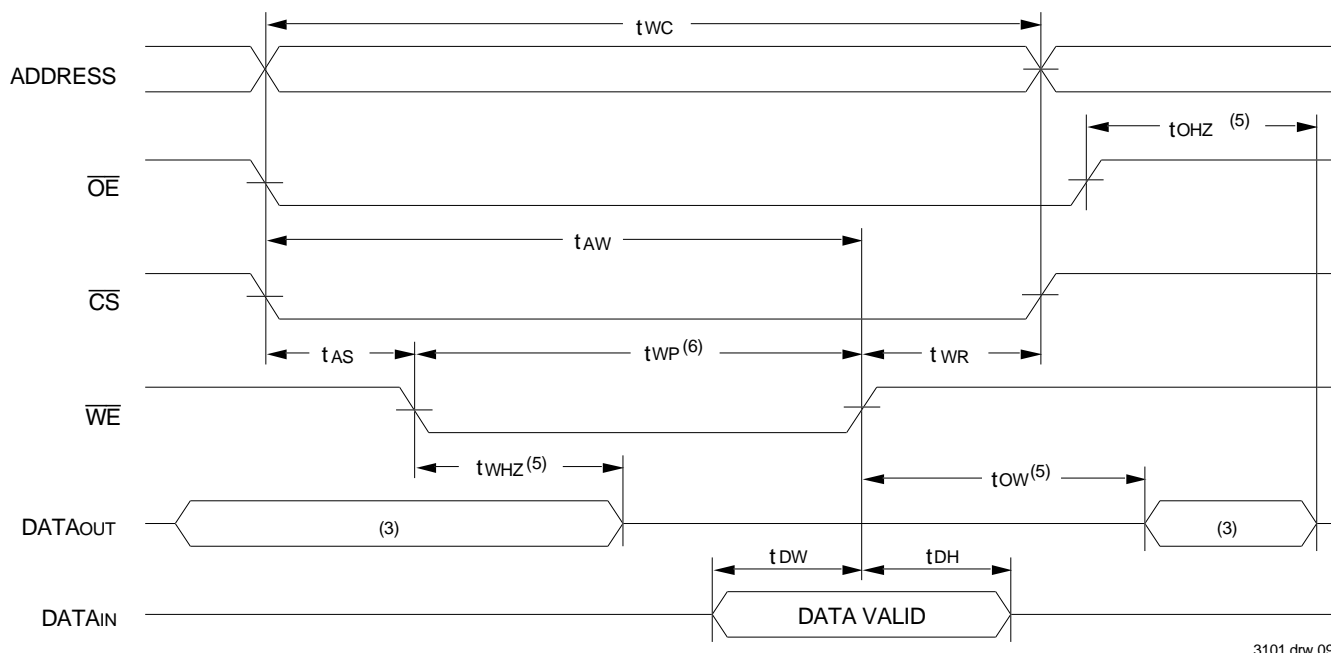 tWC
ADDRESS
tOHZ (5)
OE
tAW
CS
tAS
tWP(6)
tWR
WE
tWHZ(5)
tOW(5)
DATAOUT
(3)
(3)
tDW
tDH
DATAIN
DATA VALID
3101 drw 09